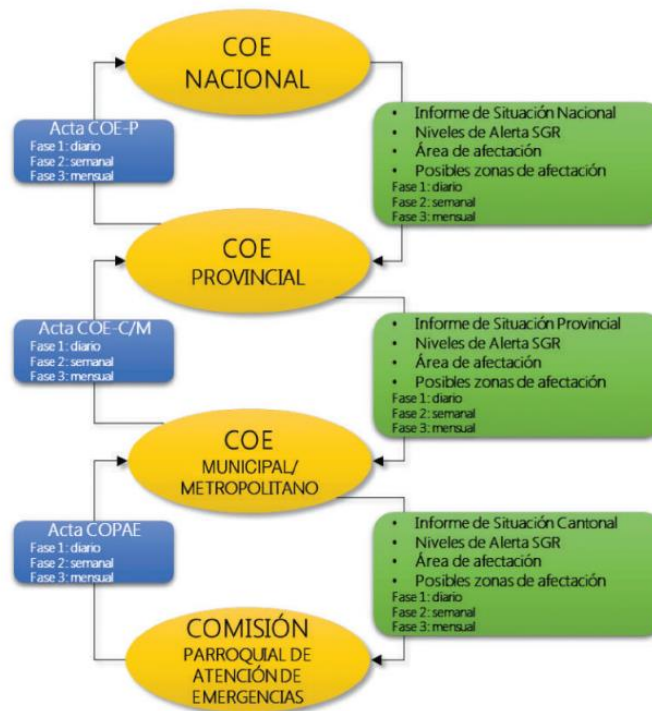 COE
NACIONAL
Acta COE-P
Fase 1: diario
Fase 2: semanal
Fase 3: mensual
• Informe de Situación Nacional
• Niveles de Alerta SGR
• Área de afectación
• Posibles zonas de afectación
Fase 1: diario
Fase 2: semanal
Fase 3: mensual
COE
PROVINCIAL
Acta COE-C/M
Fase 1: diario
Fase 2: semanal
Fase 3: mensual
• Informe de Situación Provincial
• Niveles de Alerta SGR
• Área de afectación
• Posibles zonas de afectación
Fase 1: diario
Fase 2: semanal
Fase 3: mensual
COE
MUNICIPAL/
METROPOLITANO
Acta COPAE
Fase 1: diario
Fase 2: semanal
Fase 3: mensual
• Informe de Situación Cantonal
• Niveles de Alerta SGR
• Área de afectación
• Posibles zonas de afectación
Fase 1: diario
Fase 2: semanal
Fase 3: mensual
COMISIÓN
PARROQUIAL DE
ATENCIÓN DE
EMERGENCIAS